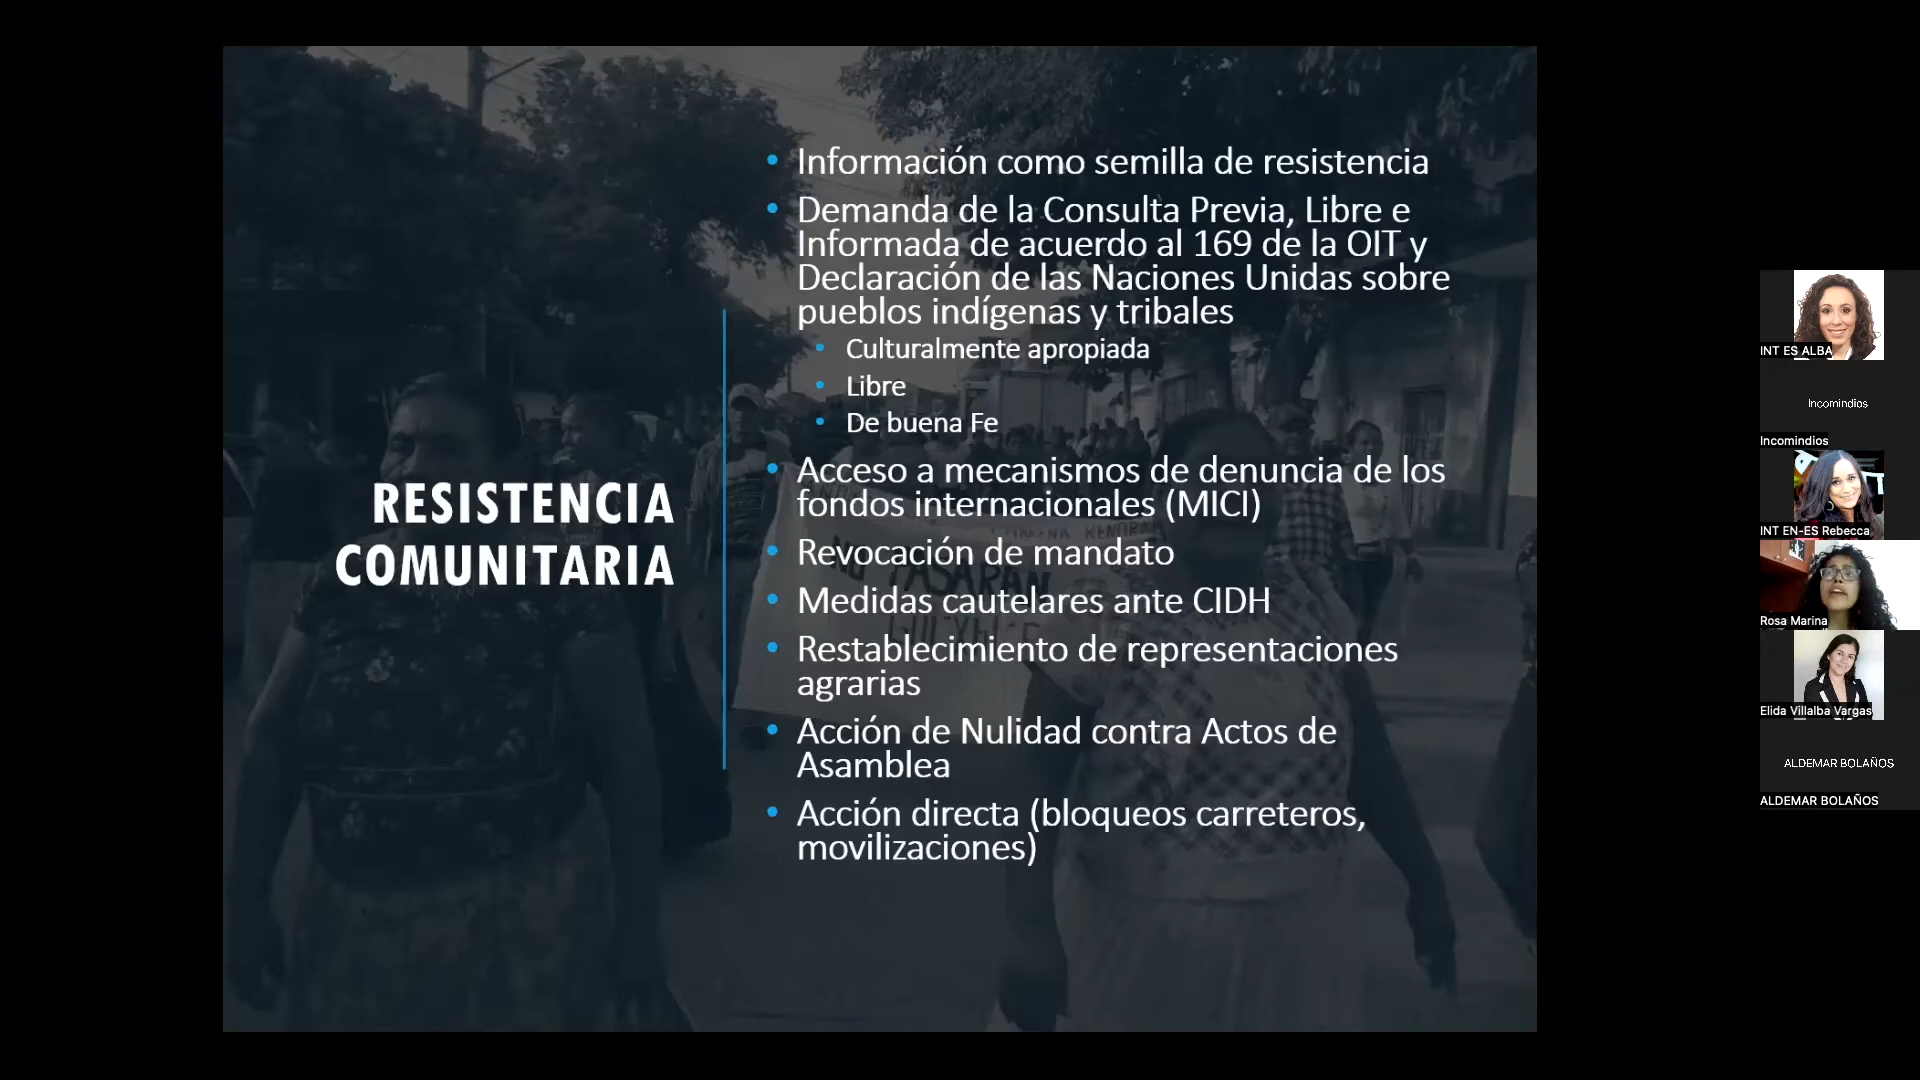 RESISTENCIA
COMUNITARIA
• Información como semilla de resistencia
• Demanda de la Consulta Previa, Libre e
Informada de acuerdo al 169 de la OIT y
Declaración de las Naciones Unidas sobre
pueblos indígenas y tribales
• Culturalmente apropiada
• Libre
• De buena Fe
• Acceso a mecanismos de denuncia de los
fondos internacionales (MICI)
• Revocación de mandato
• Medidas cautelares ante CIDH
• Restablecimiento de representaciones
agrarias
• Acción de Nulidad contra Actos de
Asamblea
• Acción directa (bloqueos carreteros,
movilizaciones)
INT ES ALBA
Incomindios
Incomindios
INT EN-ES Rebecca
Rosa Marina
Elida Villalba Vargas
ALDEMAR BOLAÑOS
ALDEMAR BOLAÑOS